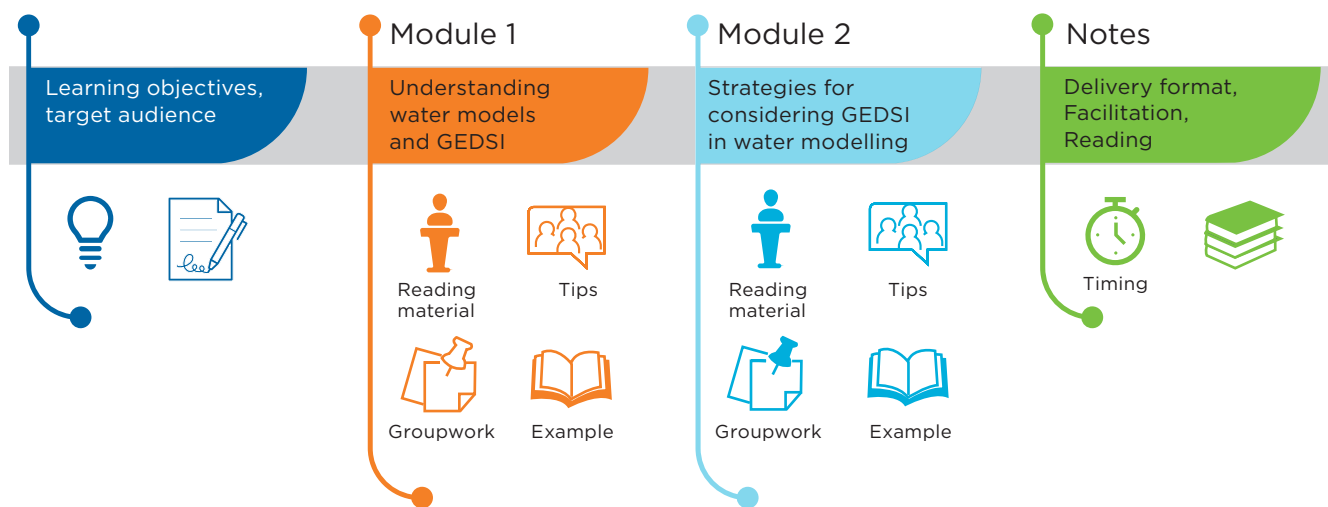 Learning objectives,
target audience
Module 1
Understanding
water models
and GEDSI
Reading
material
Tips
Groupwork
Example
Module 2
Strategies for
considering GEDSI
in water modelling
Reading
material
Tips
Groupwork
Example
Notes
Delivery format,
Facilitation,
Reading
Timing